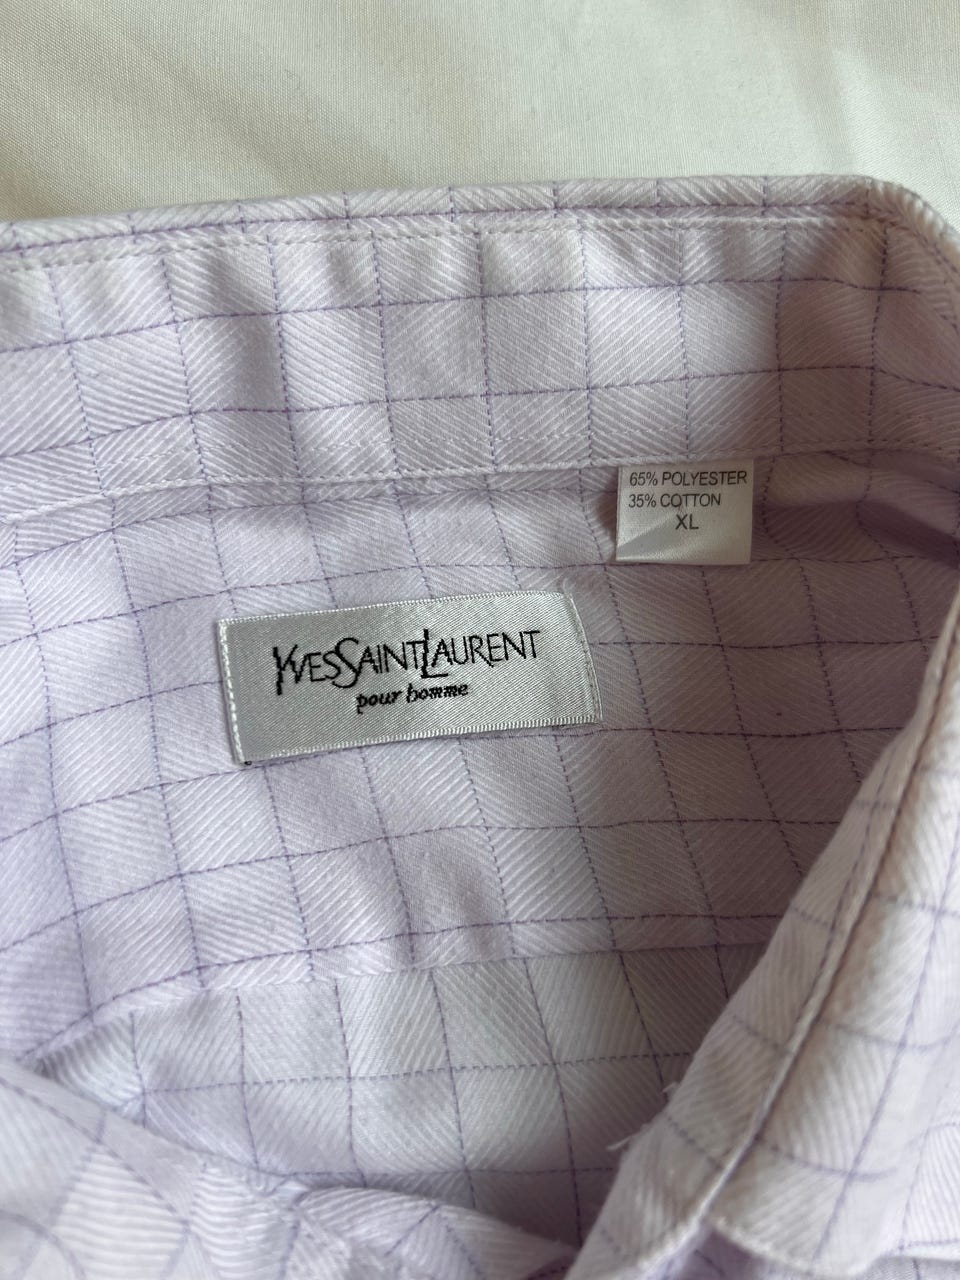 65% POLYESTER
35% COTTON
XL
YVESSAINTLAURENT
pour homme